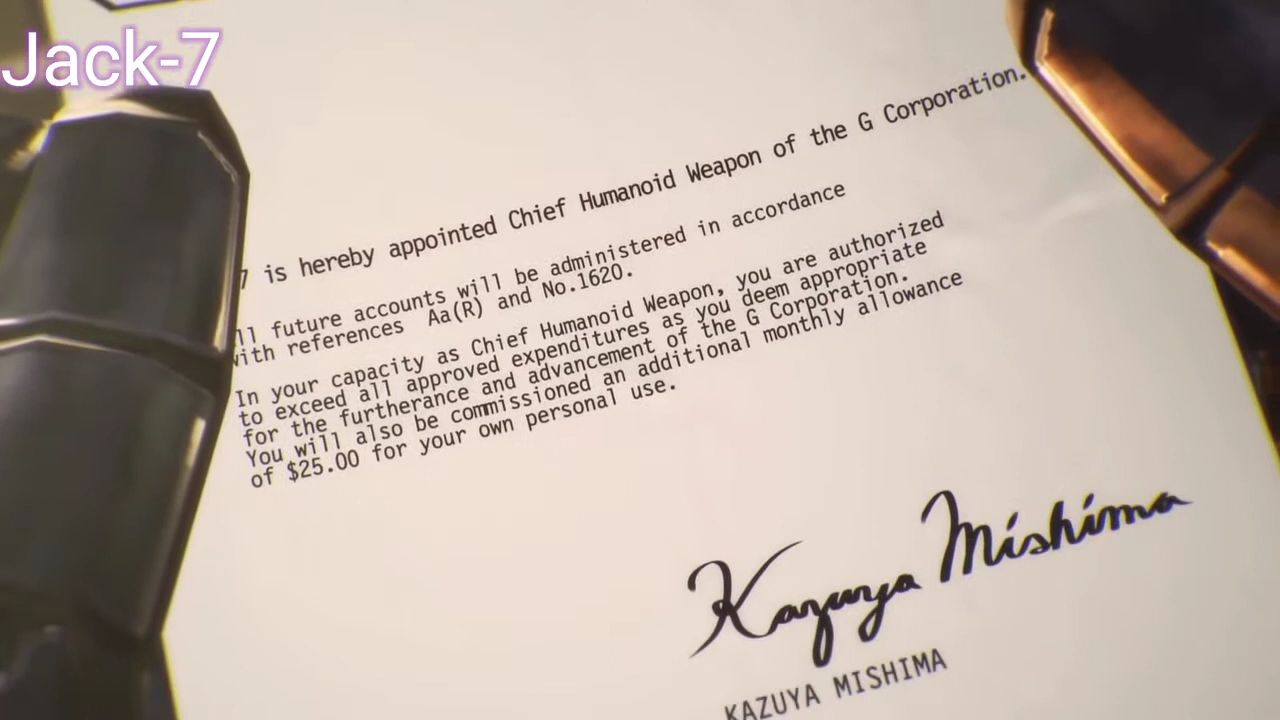 Jack-7
7 is hereby appointed Chief Humanoid Weapon of the G Corporation.
ll future accounts will be administered in accordance
with references Aa(R) and No.1620.
In your capacity as Chief Humanoid Weapon, you are authorized
to exceed all approved expenditures as you deem appropriate
for the furtherance and advancement of the G Corporation.
You will also be commissioned an additional monthly allowance
of $25.00 for your own personal use.
Kazuya Mishima
KAZUYA MISHIMA